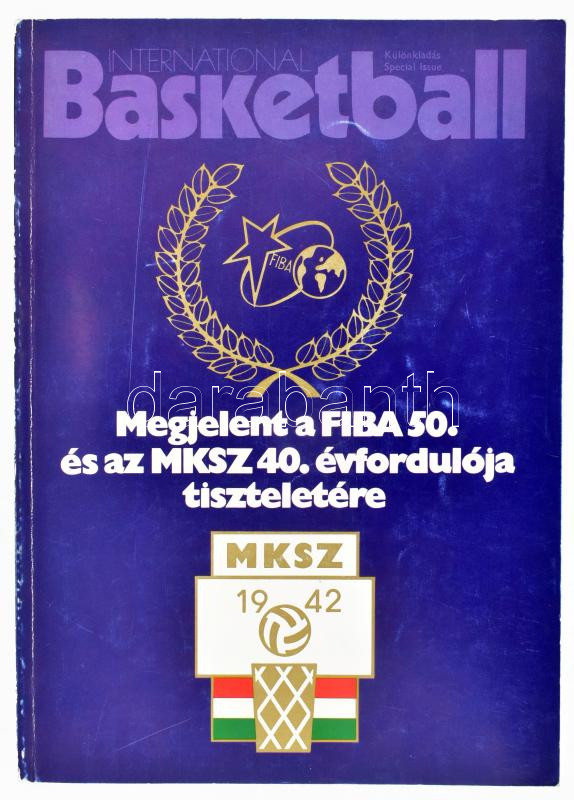 INTERNATIONAL
Különkiadás
Special Issue
Basketball
FIBA
darabanth
Megjelent a FIBA 50.
és az MKSZ 40. évfordulója
tiszteletére
MKSZ
19 42